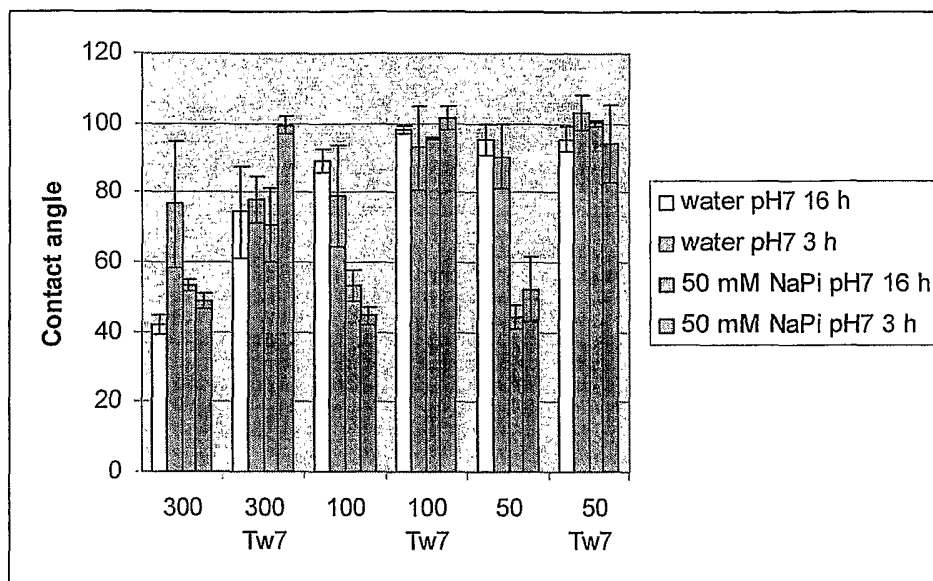 120
100
80
60
40
20
0
Contact angle
300 300 100 100 50 50
Tw7 Tw7 Tw7
water pH7 16 h
water pH7 3 h
50 mM NaPi pH7 16 h
50 mM NaPi pH7 3 h